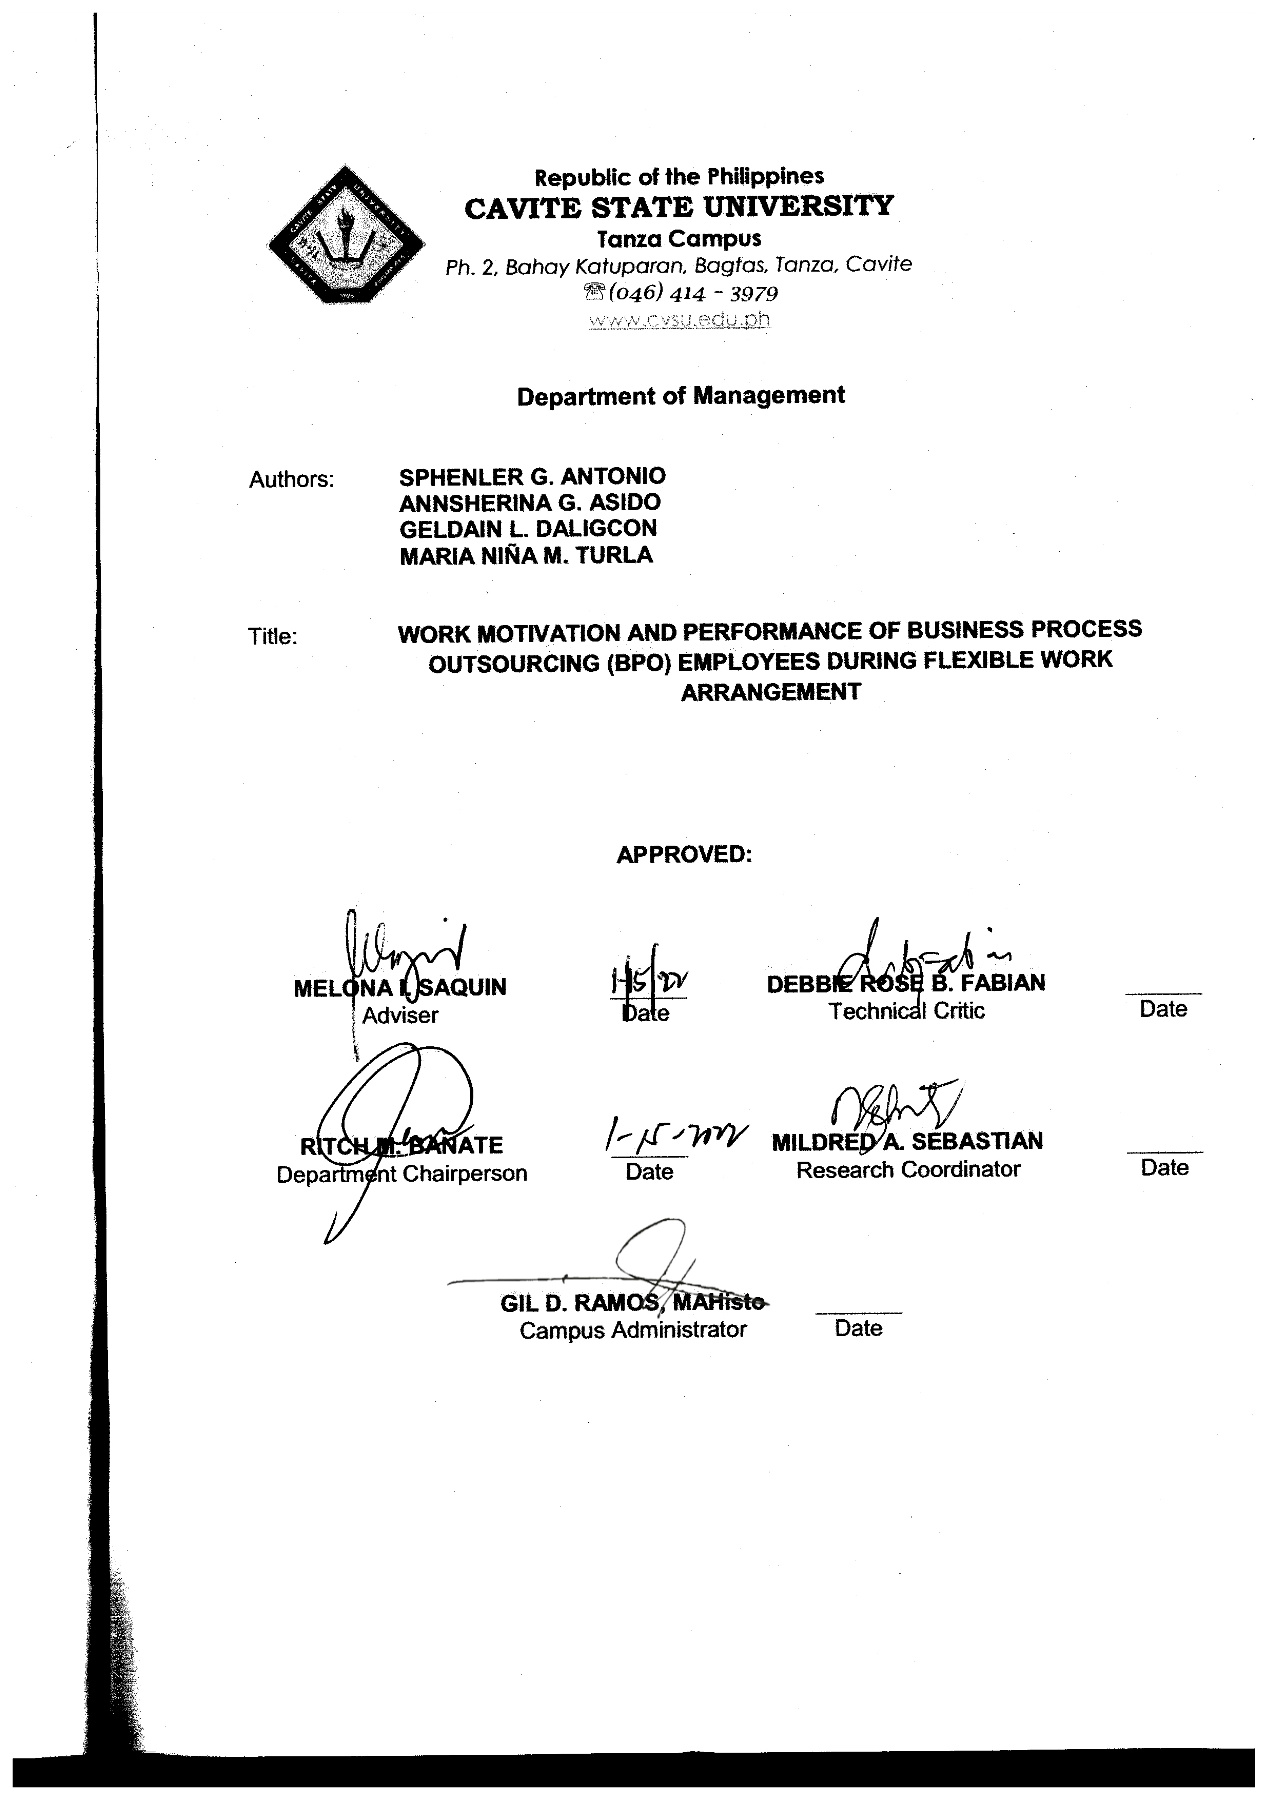 Republic of the Philippines
CAVITE STATE UNIVERSITY
Tanza Campus
Ph. 2, Bahay Katuparan, Bagtas, Tanza, Cavite
☏(046) 414 - 3979
www.cvsu.edu.ph
Department of Management
Authors: SPHENLER G. ANTONIO
ANNSHERINA G. ASIDO
GELDAIN L. DALIGCON
MARIA NIÑA M. TURLA
Title: WORK MOTIVATION AND PERFORMANCE OF BUSINESS PROCESS
OUTSOURCING (BPO) EMPLOYEES DURING FLEXIBLE WORK
ARRANGEMENT
APPROVED:
MELONA I. SAQUIN 1/15/22 DEBBIE ROSE B. FABIAN
Adviser Date Technical Critic Date
RITCH M. BANATE 1-15-2022 MILDRED A. SEBASTIAN
Department Chairperson Date Research Coordinator Date
GIL D. RAMOS, MAHisto
Campus Administrator Date